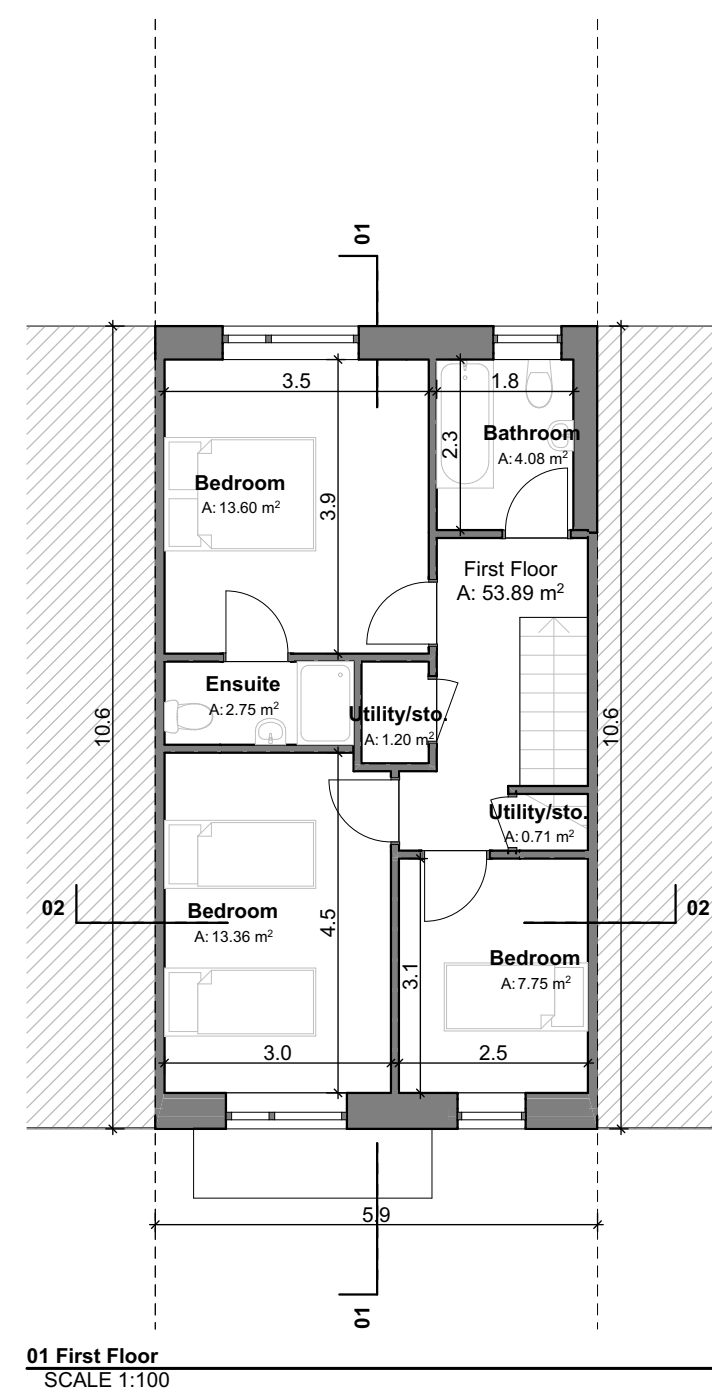 01
3.5
1.8
2.3
Bathroom
A: 4.08 m²
Bedroom
A: 13.60 m²
3.9
First Floor
A: 53.89 m²
Ensuite
A: 2.75 m²
Utility/sto.
A: 1.20 m²
10.6
10.6
Utility/sto.
A: 0.71 m²
02
02
Bedroom
A: 13.36 m²
4.5
Bedroom
A: 7.75 m²
3.1
3.0
2.5
5.9
01
01 First Floor
SCALE 1:100